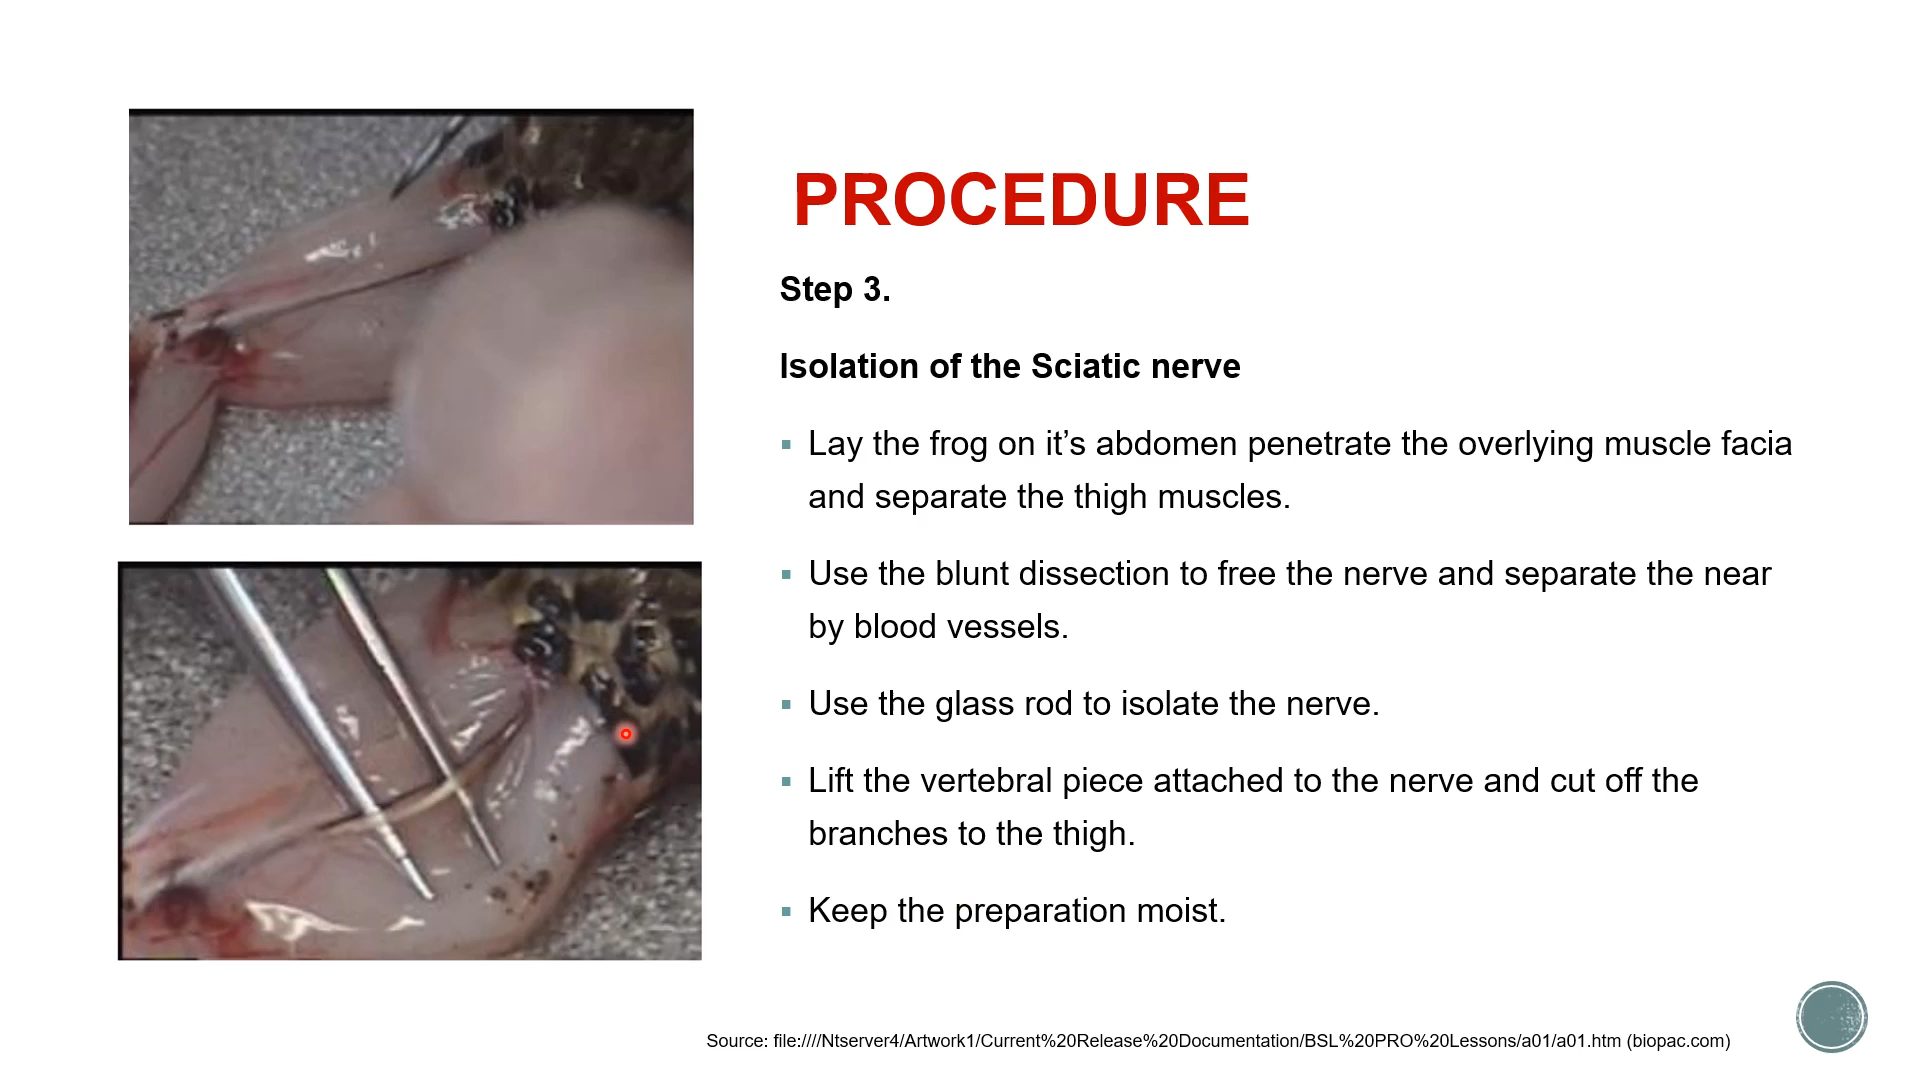 PROCEDURE
Step 3.
Isolation of the Sciatic nerve
▪ Lay the frog on it’s abdomen penetrate the overlying muscle facia
and separate the thigh muscles.
▪ Use the blunt dissection to free the nerve and separate the near
by blood vessels.
▪ Use the glass rod to isolate the nerve.
▪ Lift the vertebral piece attached to the nerve and cut off the
branches to the thigh.
▪ Keep the preparation moist.
Source: file:////Ntserver4/Artwork1/Current%20Release%20Documentation/BSL%20PRO%20Lessons/a01/a01.htm (biopac.com)